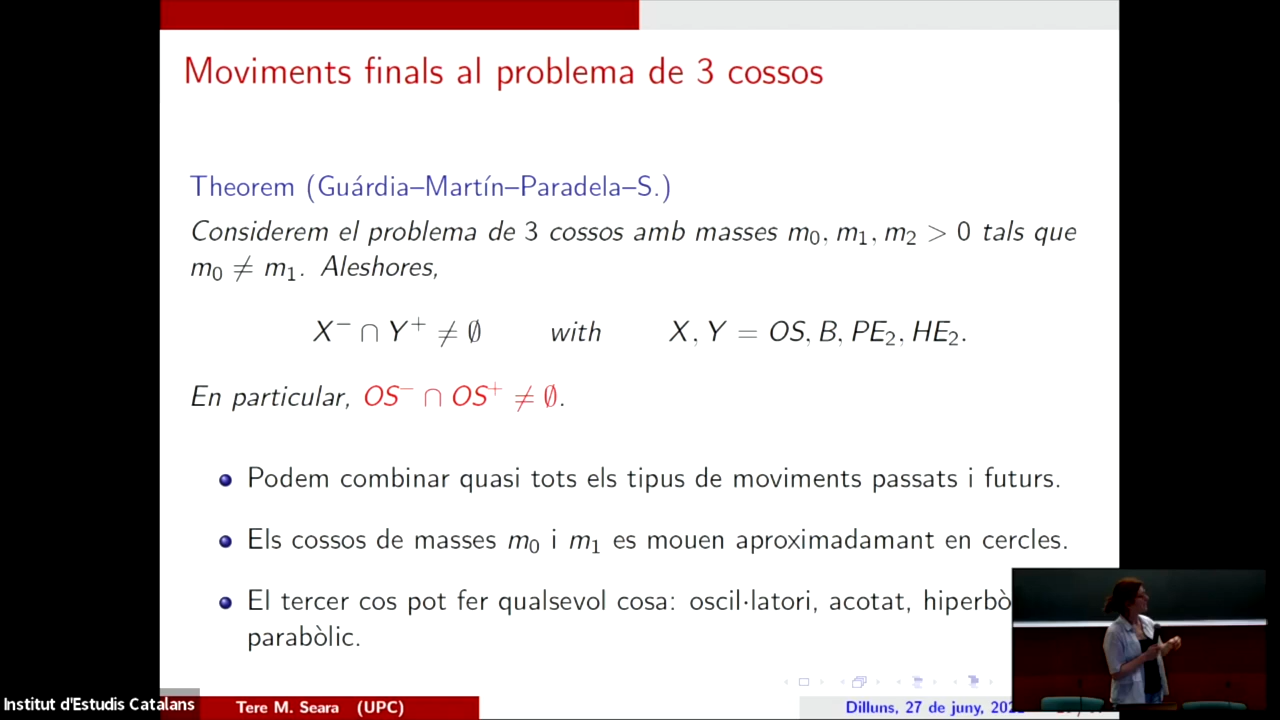 Moviments finals al problema de 3 cossos
Theorem (Guárdia–Martín–Paradela–S.)
Considerem el problema de 3 cossos amb masses m₀, m₁, m₂ > 0 tals que
m₀ ≠ m₁. Aleshores,
X⁻ ∩ Y⁺ ≠ ∅ with X, Y = OS, B, PE₂, HE₂.
En particular, OS⁻ ∩ OS⁺ ≠ ∅.
Podem combinar quasi tots els tipus de moviments passats i futurs.
Els cossos de masses m₀ i m₁ es mouen aproximadamant en cercles.
El tercer cos pot fer qualsevol cosa: oscil·latori, acotat,
parabòlic.
Institut d'Estudis Catalans
Tere M. Seara (UPC)
Dilluns, 27 de juny,